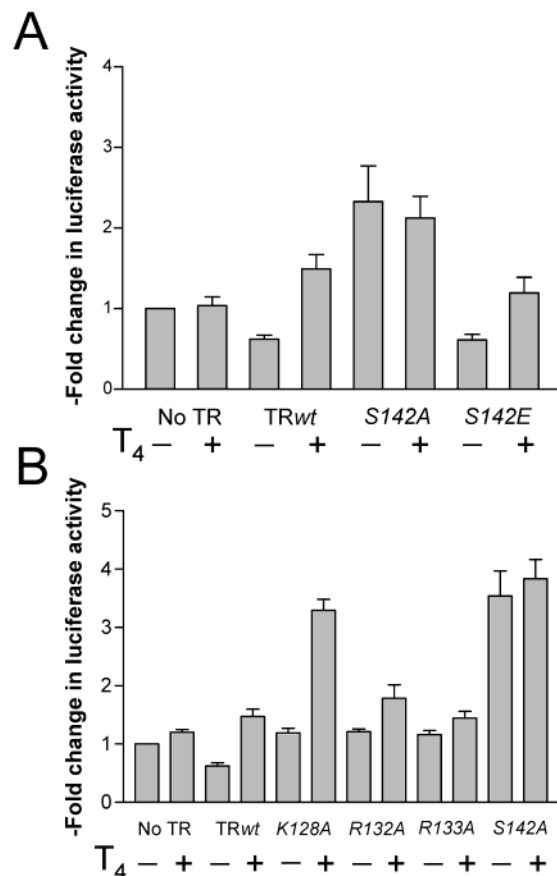 A
-Fold change in luciferase activity
4
3
2
1
0
No TR TRwt S142A S142E
T4 – + – + – + – +
B
-Fold change in luciferase activity
5
4
3
2
1
0
No TR TRwt K128A R132A R133A S142A
T4 – + – + – + – + – + – +